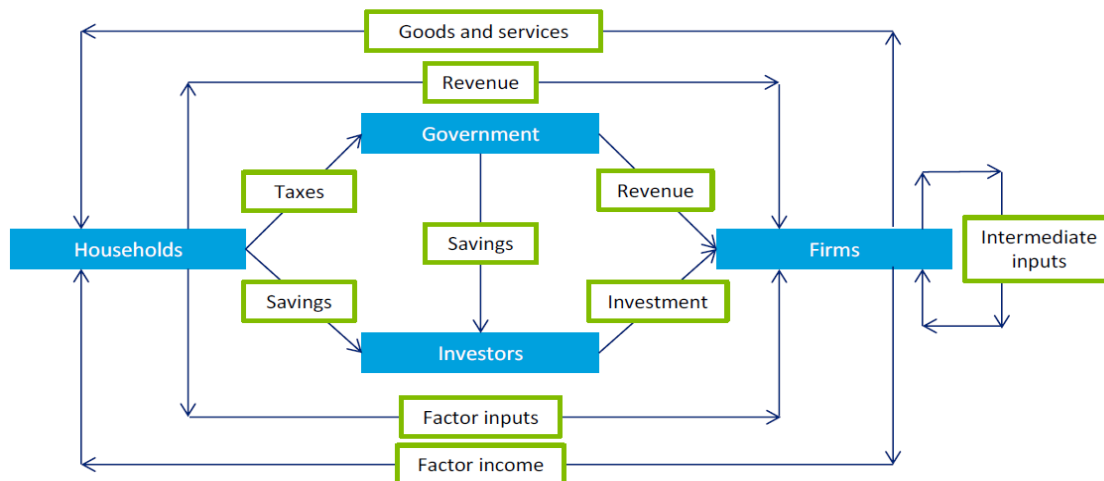 Goods and services
Revenue
Government
Taxes
Revenue
Households
Savings
Firms
Intermediate
inputs
Savings
Investment
Investors
Factor inputs
Factor income